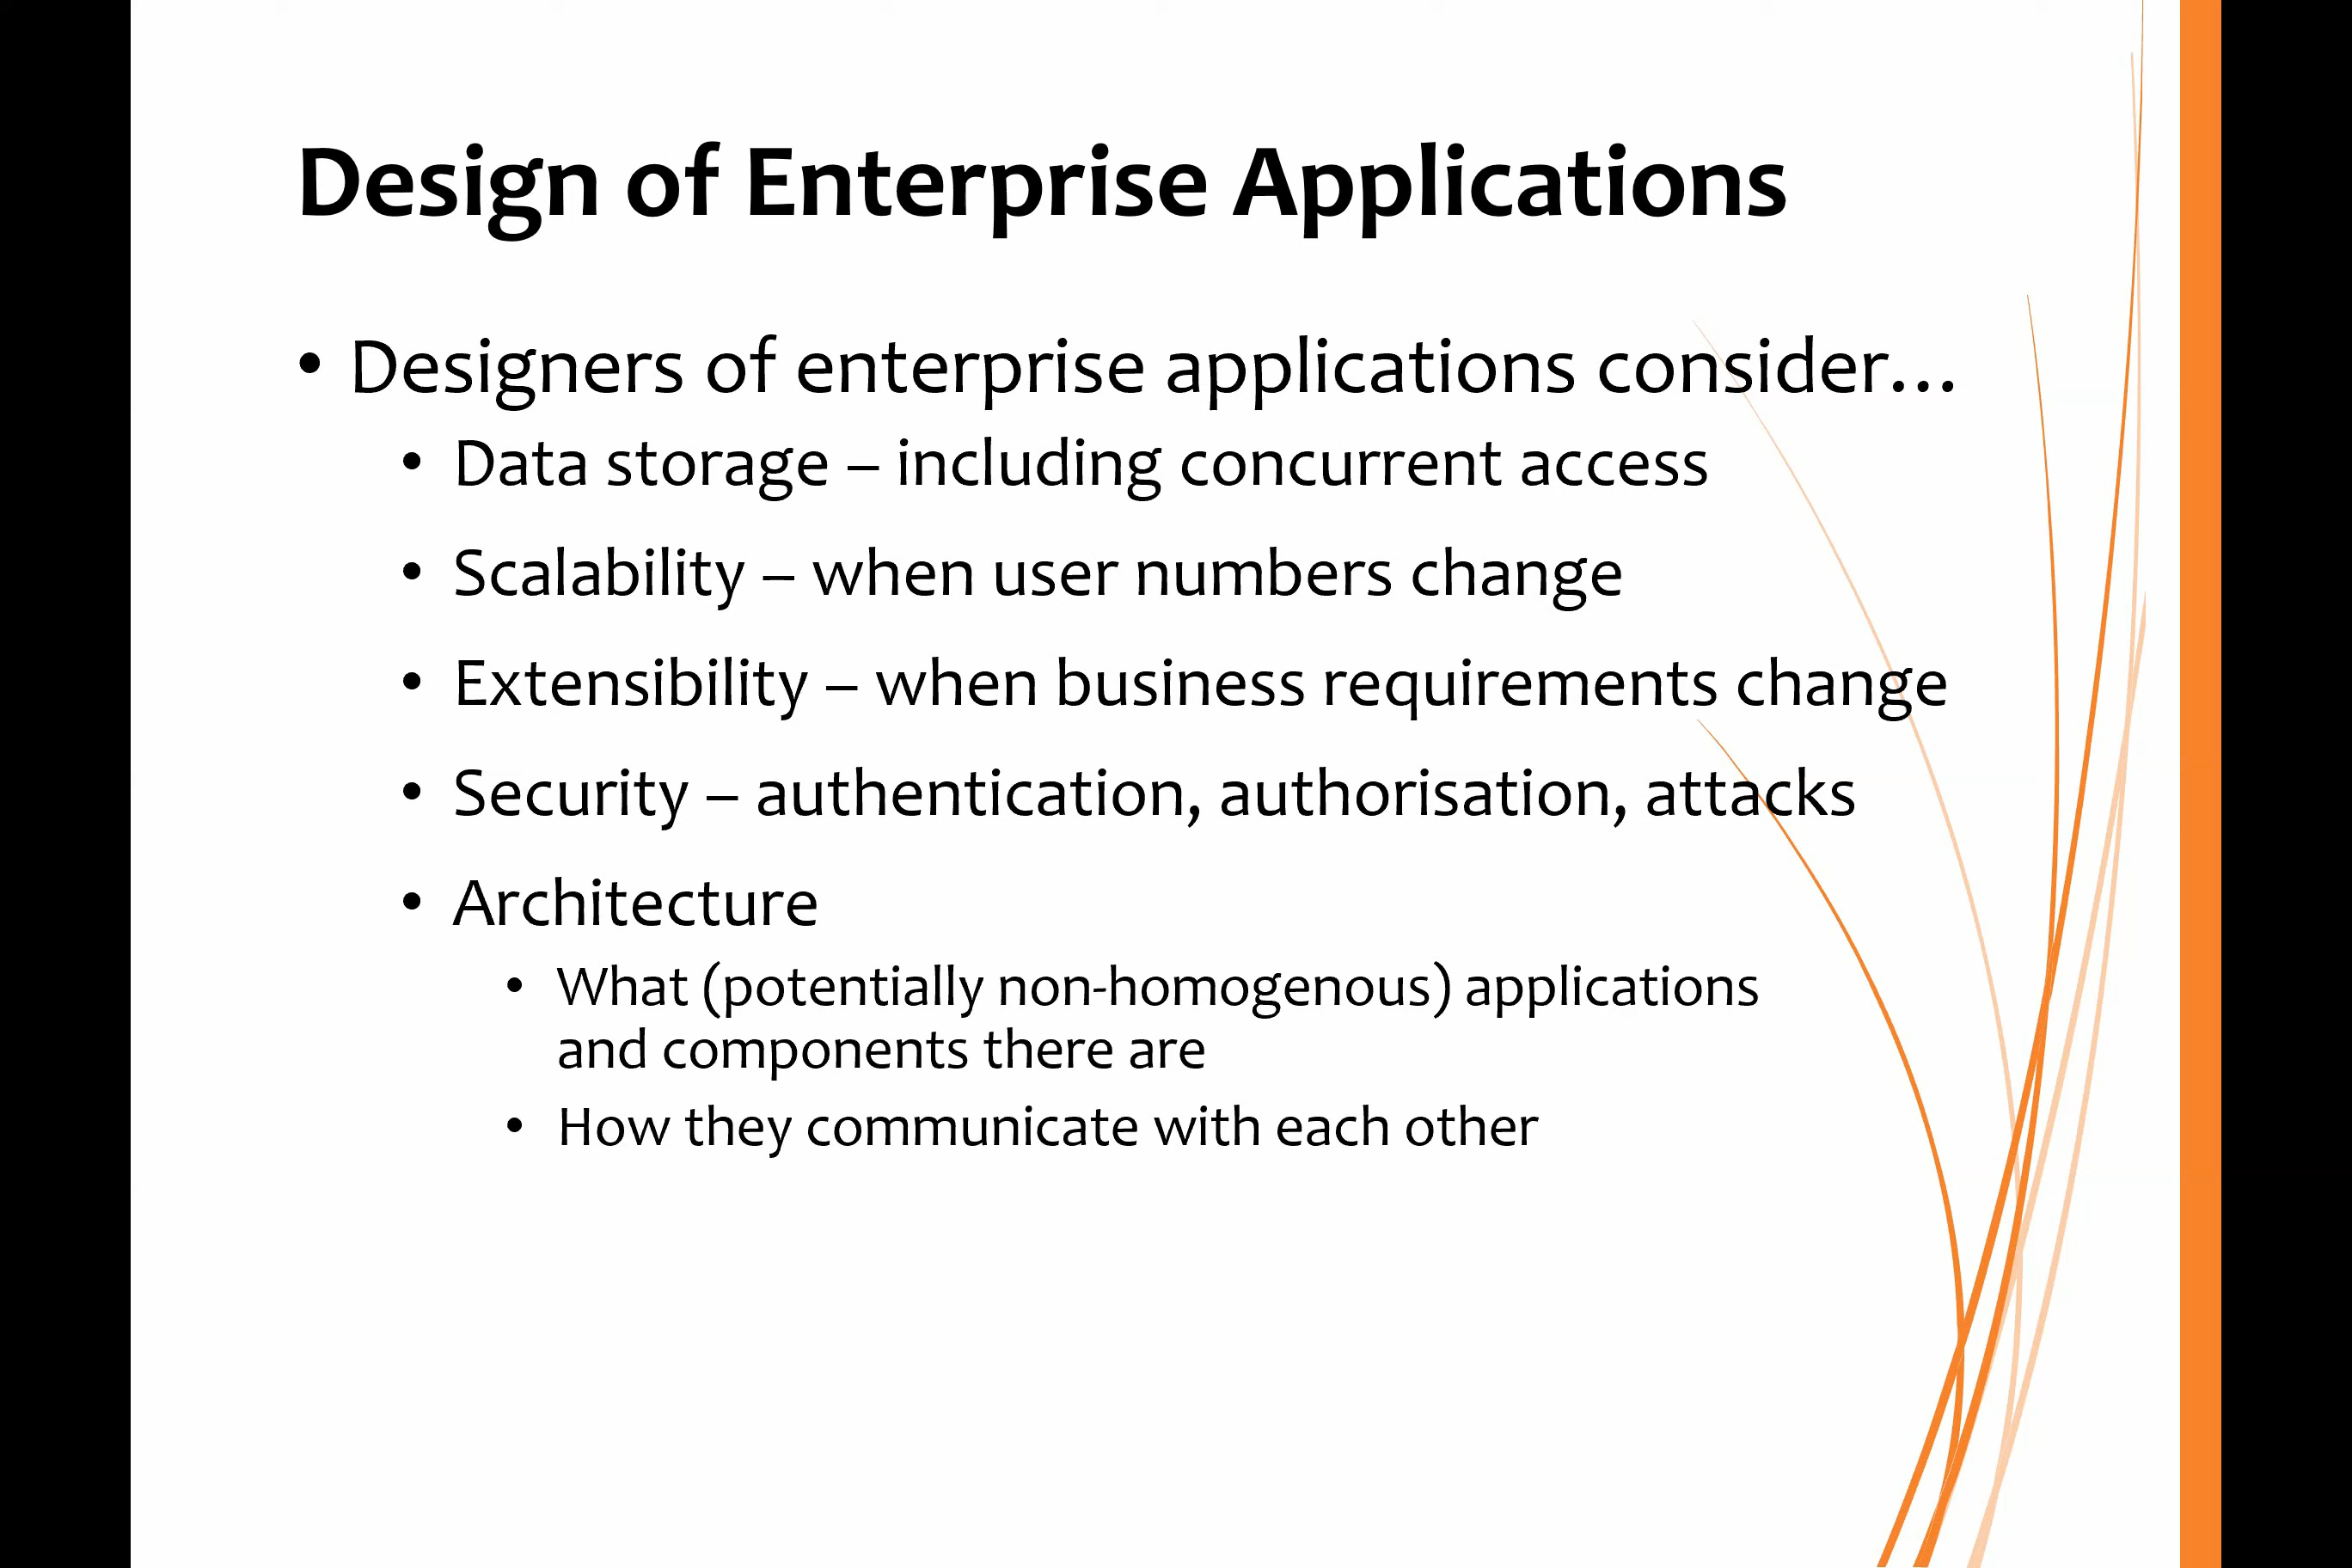 Design of Enterprise Applications
• Designers of enterprise applications consider…
• Data storage – including concurrent access
• Scalability – when user numbers change
• Extensibility – when business requirements change
• Security – authentication, authorisation, attacks
• Architecture
• What (potentially non-homogenous) applications
and components there are
• How they communicate with each other